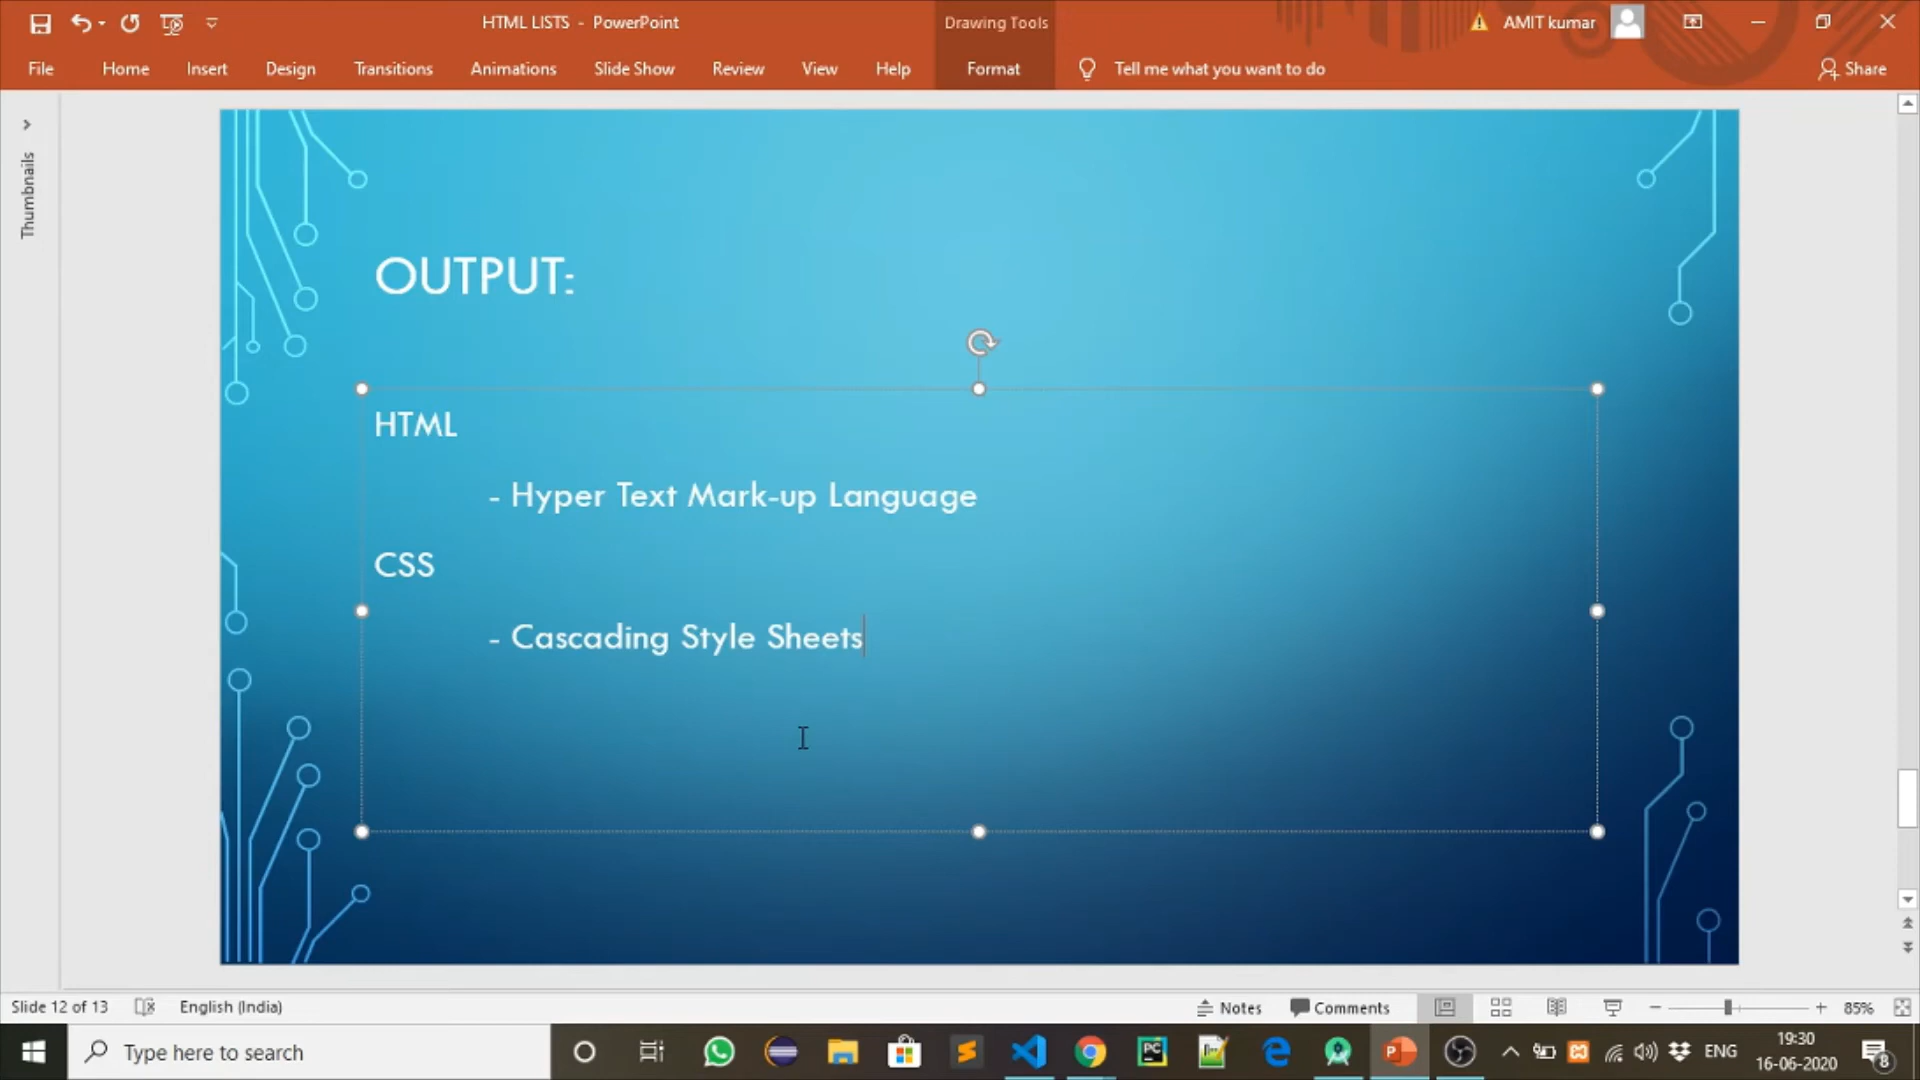 HTML LISTS - PowerPoint
Drawing Tools
AMIT kumar
File
Home
Insert
Design
Transitions
Animations
Slide Show
Review
View
Help
Format
Tell me what you want to do
Share
Thumbnails
OUTPUT:
HTML
- Hyper Text Mark-up Language
CSS
- Cascading Style Sheets
Slide 12 of 13
English (India)
Notes
Comments
85%
Type here to search
PC
P
ENG
19:30
16-06-2020
8